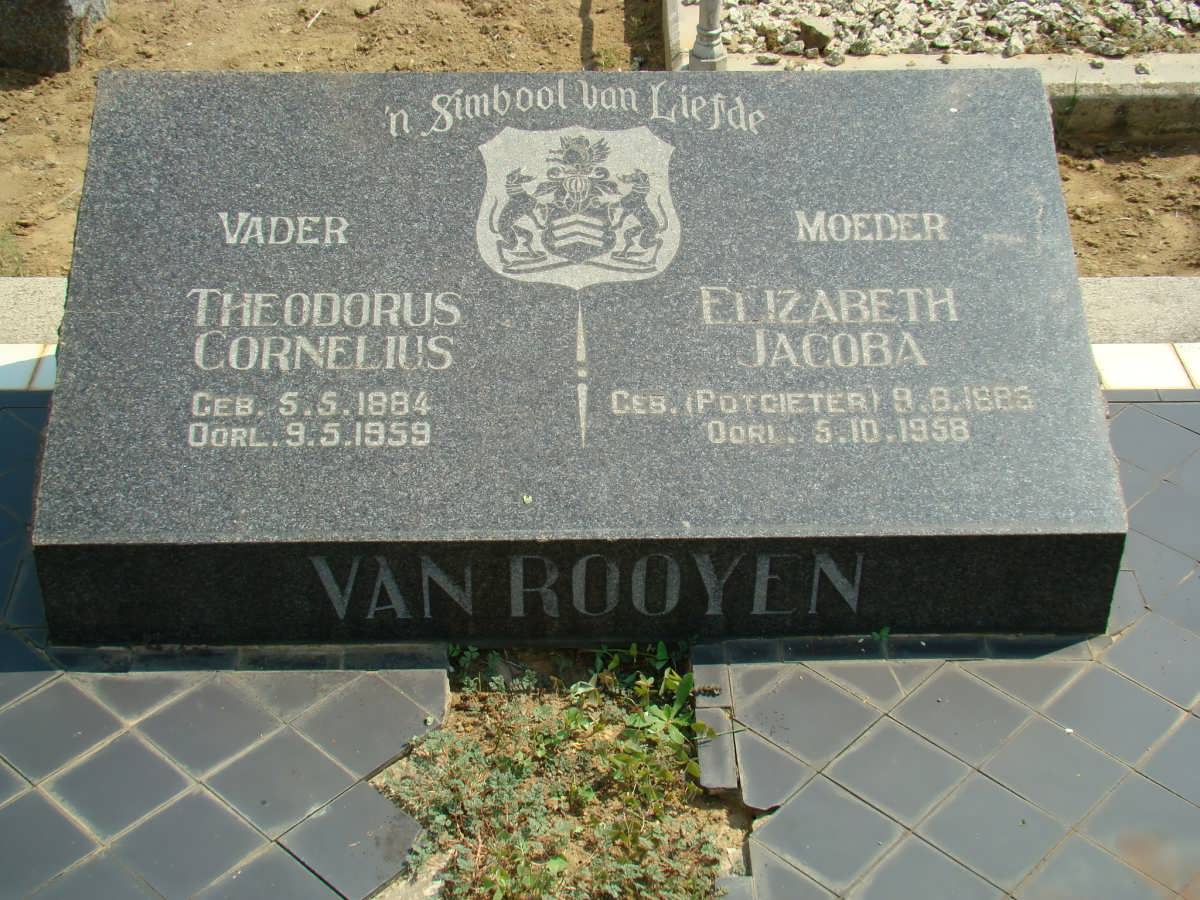 'n Simbool van Liefde
VADER
THEODORUS
CORNELIUS
GEB. 5.5.1884
OORL. 9.5.1959
MOEDER
ELIZABETH
JACOBA
GEB. (POTGIETER) 9.6.1885
OORL. 5.10.1958
VAN ROOYEN